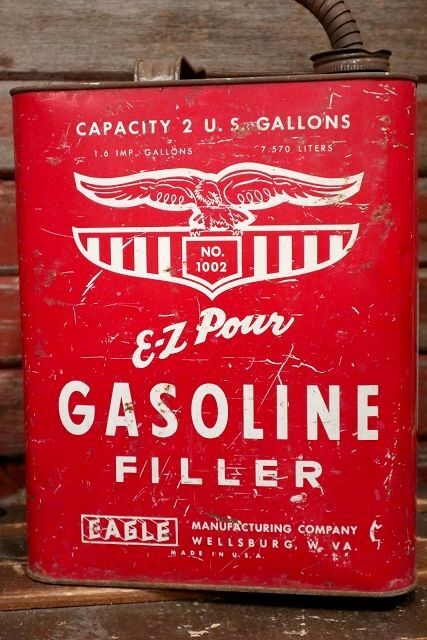 CAPACITY 2 U.S. GALLONS
1.6 IMP. GALLONS 7.570 LITERS
NO.
1002
E-Z Pour
GASOLINE
FILLER
EAGLE MANUFACTURING COMPANY
WELLSBURG, W. VA.
MADE IN U.S.A.